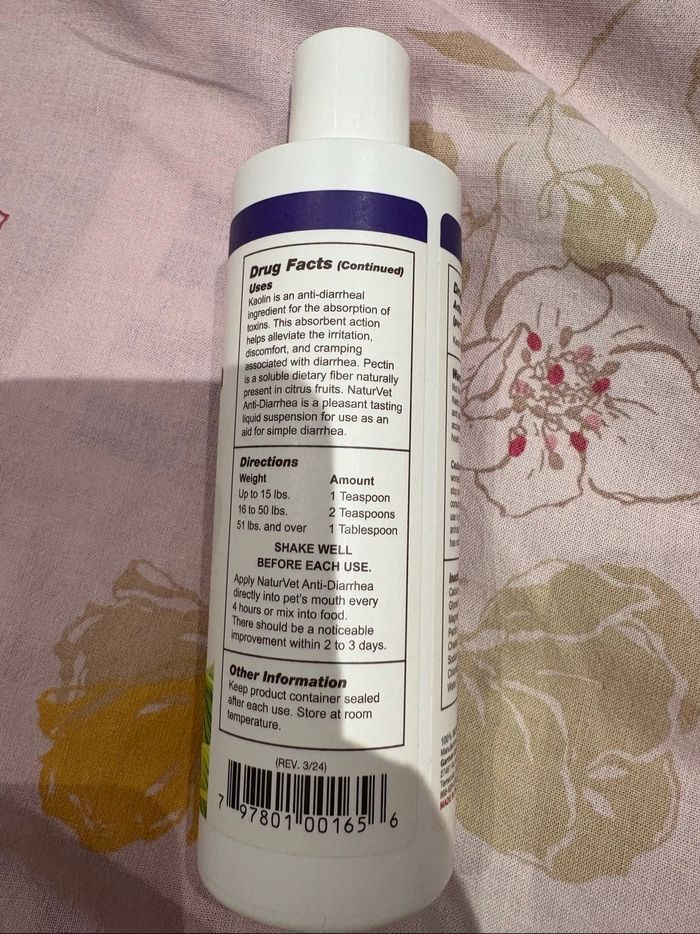 Drug Facts (Continued)
Uses
Kaolin is an anti-diarrheal
ingredient for the absorption of
toxins. This absorbent action
helps alleviate the irritation,
discomfort, and cramping
associated with diarrhea. Pectin
is a soluble dietary fiber naturally
present in citrus fruits. NaturVet
Anti-Diarrhea is a pleasant tasting
liquid suspension for use as an
aid for simple diarrhea.
Directions
Weight Amount
Up to 15 lbs. 1 Teaspoon
16 to 50 lbs. 2 Teaspoons
51 lbs. and over 1 Tablespoon
SHAKE WELL
BEFORE EACH USE.
Apply NaturVet Anti-Diarrhea
directly into pet's mouth every
4 hours or mix into food.
There should be a noticeable
improvement within 2 to 3 days.
Other Information
Keep product container sealed
after each use. Store at room
temperature.
(REV. 3/24)
7 97801 00165 6